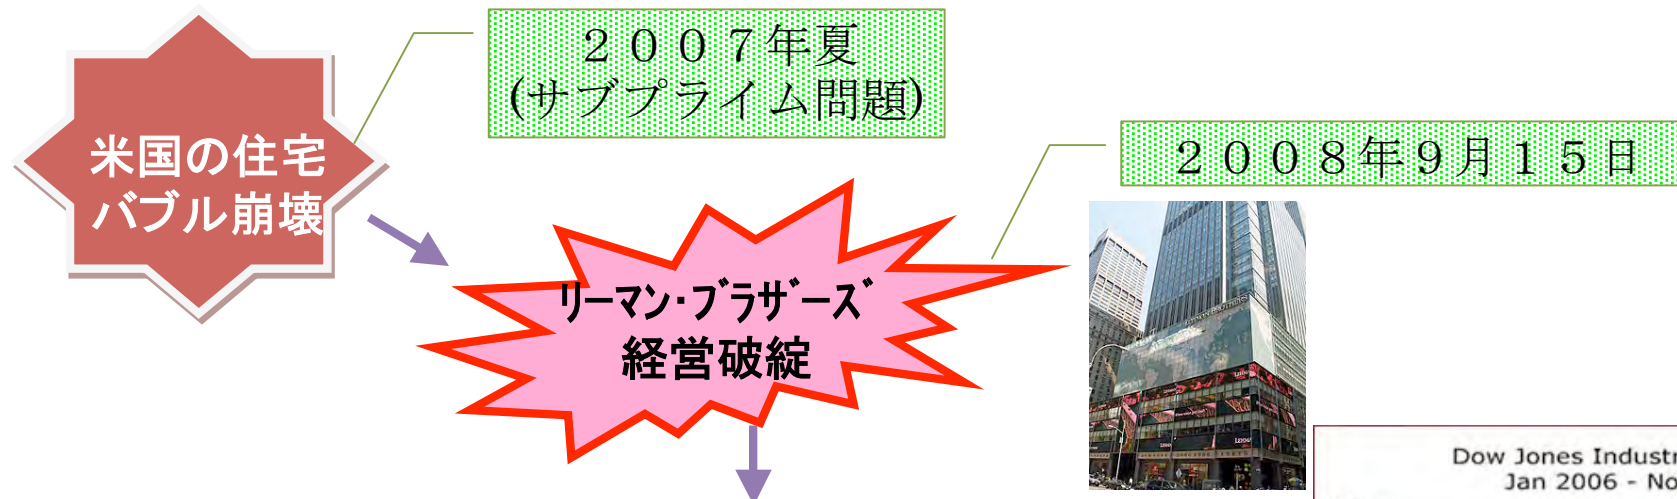 ２００７年夏
(サブプライム問題)
米国の住宅
バブル崩壊
２００８年９月１５日
リーマン・ブラザーズ
経営破綻
Dow Jones Industr
Jan 2006 - No